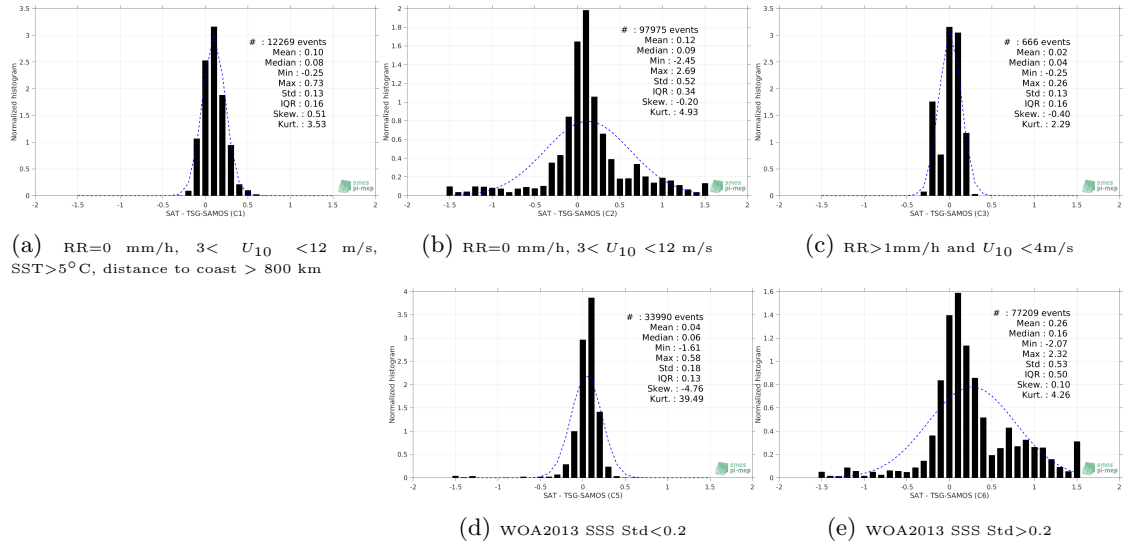 Normalized histogram
3.5
3
2.5
2
1.5
1
0.5
0
-2
-1.5
-1
-0.5
0
0.5
1
1.5
2
# : 12269 events
Mean : 0.10
Median : 0.08
Min : -0.25
Max : 0.73
Std : 0.13
IQR : 0.16
Skew. : 0.51
Kurt. : 3.53
smos
pi-mep
SAT - TSG-SAMOS (C1)
(a) RR=0 mm/h, 3< U10 <12 m/s,
SST>5°C, distance to coast > 800 km
Normalized histogram
2
1.8
1.6
1.4
1.2
1
0.8
0.6
0.4
0.2
0
-2
-1.5
-1
-0.5
0
0.5
1
1.5
2
# : 97975 events
Mean : 0.12
Median : 0.09
Min : -2.45
Max : 2.69
Std : 0.52
IQR : 0.34
Skew. : -0.20
Kurt. : 4.93
smos
pi-mep
SAT - TSG-SAMOS (C2)
(b) RR=0 mm/h, 3< U10 <12 m/s
Normalized histogram
3.5
3
2.5
2
1.5
1
0.5
0
-2
-1.5
-1
-0.5
0
0.5
1
1.5
2
# : 666 events
Mean : 0.02
Median : 0.04
Min : -0.25
Max : 0.26
Std : 0.13
IQR : 0.16
Skew. : -0.40
Kurt. : 2.29
smos
pi-mep
SAT - TSG-SAMOS (C3)
(c) RR>1mm/h and U10 <4m/s
Normalized histogram
4
3.5
3
2.5
2
1.5
1
0.5
0
-2
-1.5
-1
-0.5
0
0.5
1
1.5
2
# : 33990 events
Mean : 0.04
Median : 0.06
Min : -1.61
Max : 0.58
Std : 0.18
IQR : 0.13
Skew. : -4.76
Kurt. : 39.49
smos
pi-mep
SAT - TSG-SAMOS (C5)
(d) WOA2013 SSS Std<0.2
Normalized histogram
1.6
1.4
1.2
1
0.8
0.6
0.4
0.2
0
-2
-1.5
-1
-0.5
0
0.5
1
1.5
2
# : 77209 events
Mean : 0.26
Median : 0.16
Min : -2.07
Max : 2.32
Std : 0.53
IQR : 0.50
Skew. : 0.10
Kurt. : 4.26
smos
pi-mep
SAT - TSG-SAMOS (C6)
(e) WOA2013 SSS Std>0.2